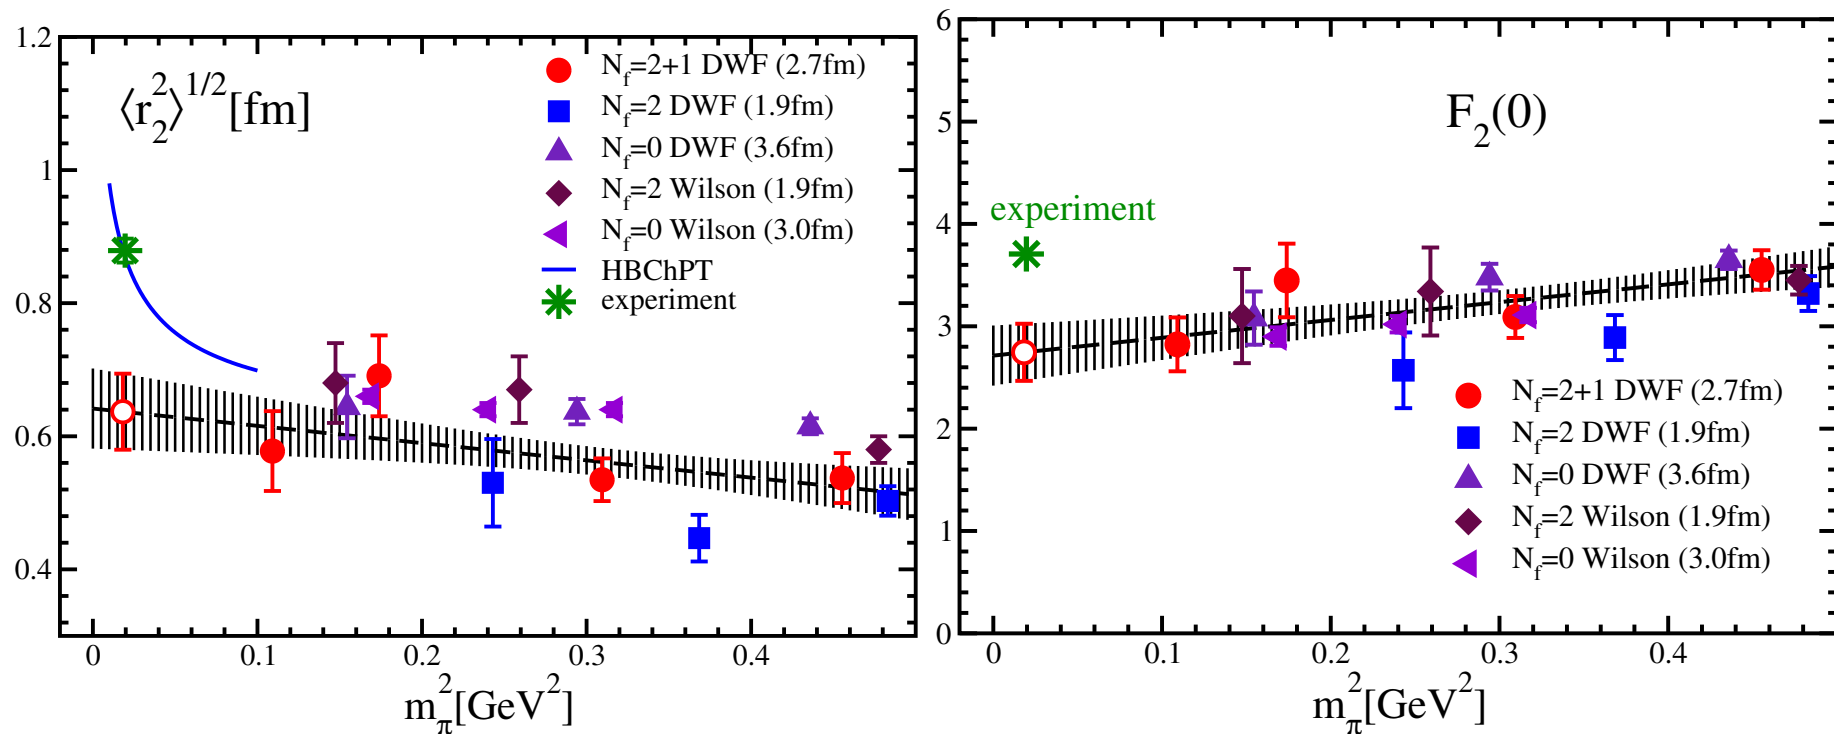 ⟨r₂²⟩^1/2[fm]
1.2
1
0.8
0.6
0.4
N_f=2+1 DWF (2.7fm)
N_f=2 DWF (1.9fm)
N_f=0 DWF (3.6fm)
N_f=2 Wilson (1.9fm)
N_f=0 Wilson (3.0fm)
HBChPT
experiment
0 0.1 0.2 0.3 0.4
m_π²[GeV²]
F₂(0)
6
5
4
3
2
1
0
experiment
N_f=2+1 DWF (2.7fm)
N_f=2 DWF (1.9fm)
N_f=0 DWF (3.6fm)
N_f=2 Wilson (1.9fm)
N_f=0 Wilson (3.0fm)
0 0.1 0.2 0.3 0.4
m_π²[GeV²]